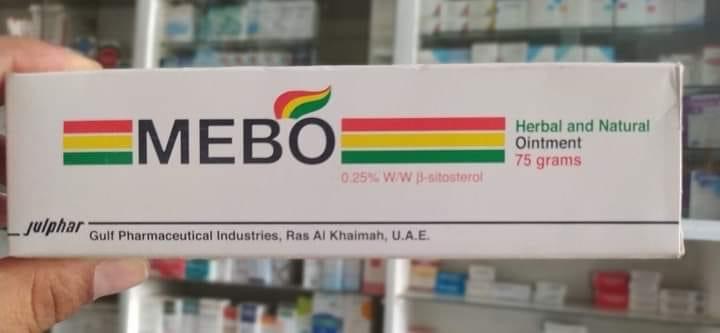 MEBO
Herbal and Natural
Ointment
75 grams
0.25% W/W β-sitosterol
julphar
Gulf Pharmaceutical Industries, Ras Al Khaimah, U.A.E.